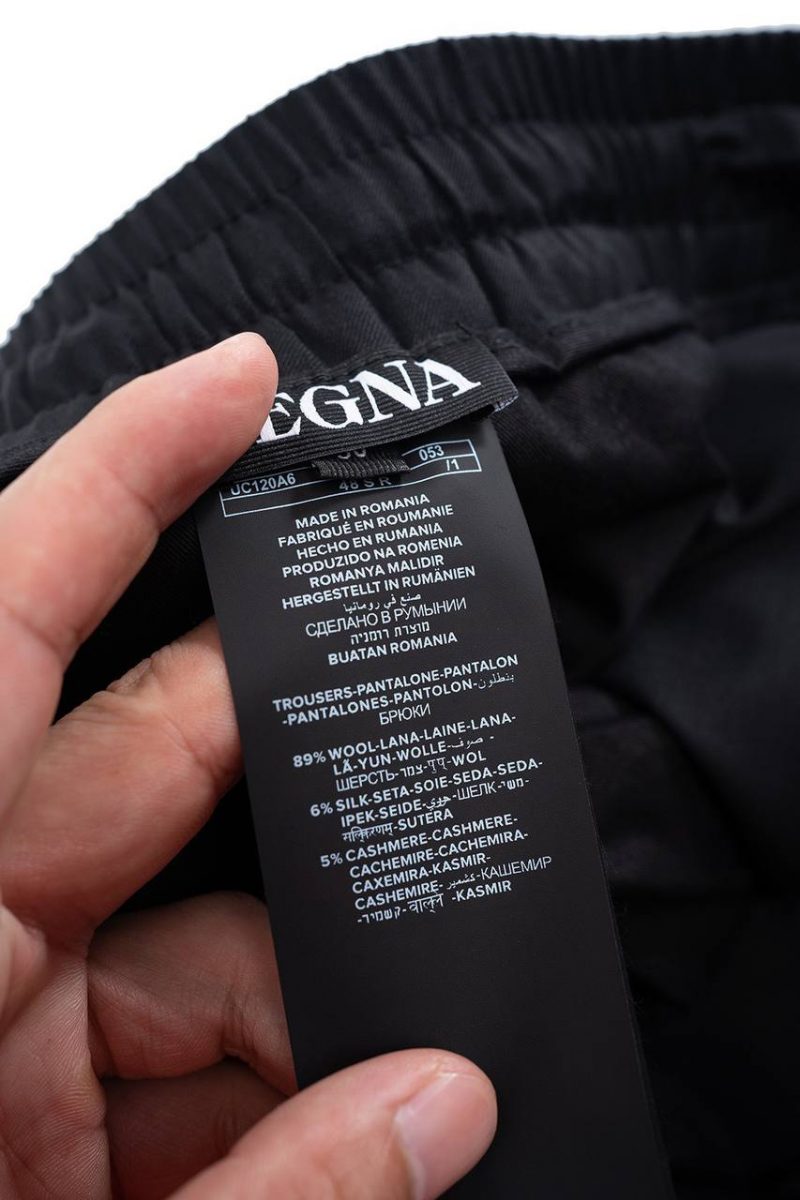 EGNA
053
UC120A6 48 S R /1
MADE IN ROMANIA
FABRIQUÉ EN ROUMANIE
HECHO EN RUMANIA
PRODUZIDO NA ROMENIA
ROMANYA MALIDIR
HERGESTELLT IN RUMÄNIEN
صنع في رومانيا
СДЕЛАНО В РУМЫНИИ
מוצרת רומניה
BUATAN ROMANIA
TROUSERS-PANTALONE-PANTALON
-PANTALONES-PANTOLON-بنطلون-
БРЮКИ
89% WOOL-LANA-LAINE-LANA-
LÃ-YUN-WOLLE-صوف-
ШЕРСТЬ-צמר-WOL
6% SILK-SETA-SOIE-SEDA-SEDA-
IPEK-SEIDE-ШЕЛК-משי-
-SUTERA
5% CASHMERE-CASHMERE-
CACHEMIRE-CACHEMIRA-
CAXEMIRA-KASMIR-
CASHEMIRE-كشمير-КАШЕМИР
-קשמיר-KASMIR